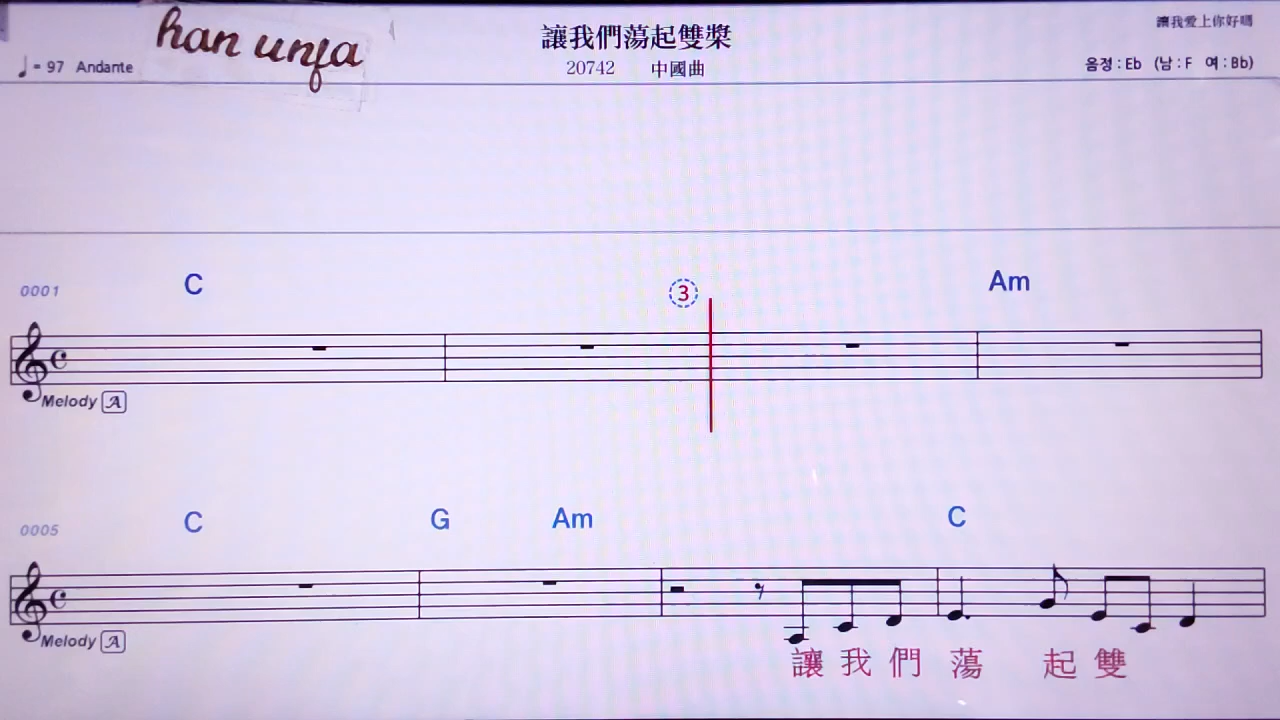 han unfa
讓我們蕩起雙槳
讓我愛上你好嗎
♩= 97 Andante
20742 中國曲
음정 : Eb (남 : F 여 : Bb)
0001 C ③ Am
Melody A
0005 C G Am C
Melody A
讓 我 們 蕩 起 雙